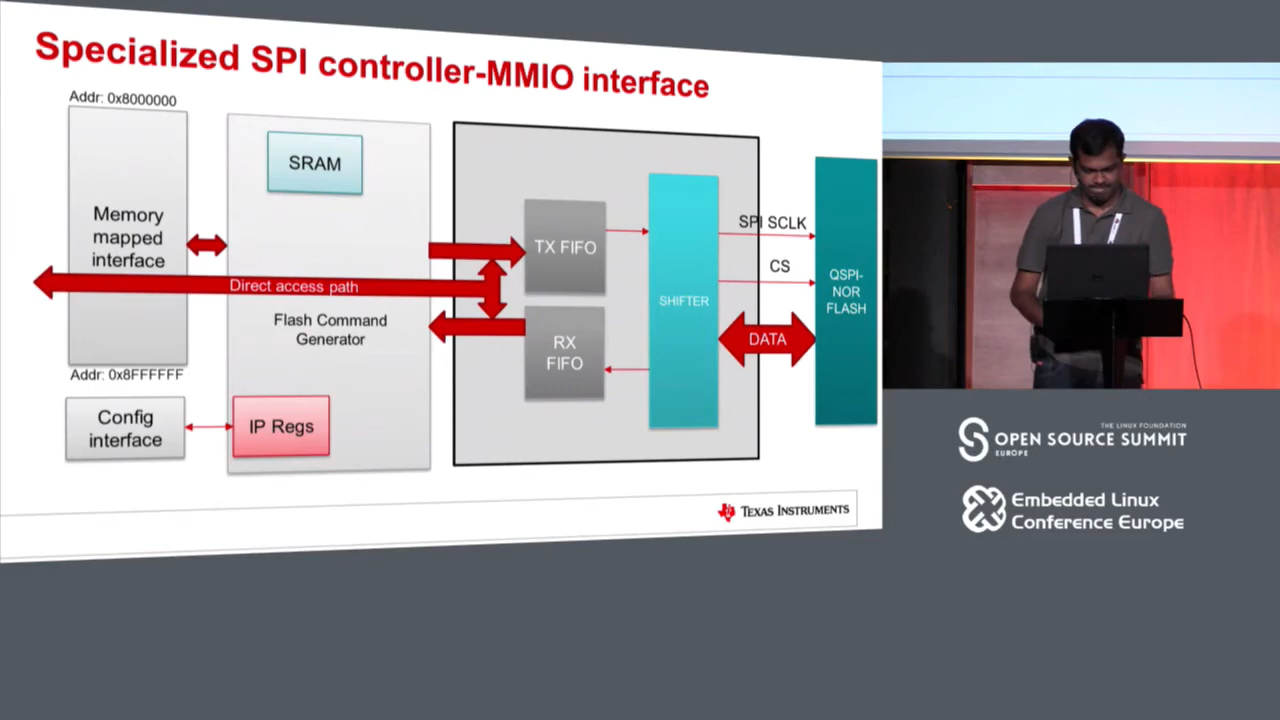 Specialized SPI controller-MMIO interface
Addr: 0x8000000
Memory
mapped
interface
Addr: 0x8FFFFFF
Config
interface
SRAM
Direct access path
Flash Command
Generator
IP Regs
TX FIFO
RX
FIFO
SHIFTER
SPI SCLK
CS
DATA
QSPI-
NOR
FLASH
TEXAS INSTRUMENTS
THE LINUX FOUNDATION
OPEN SOURCE SUMMIT
EUROPE
Embedded Linux
Conference Europe